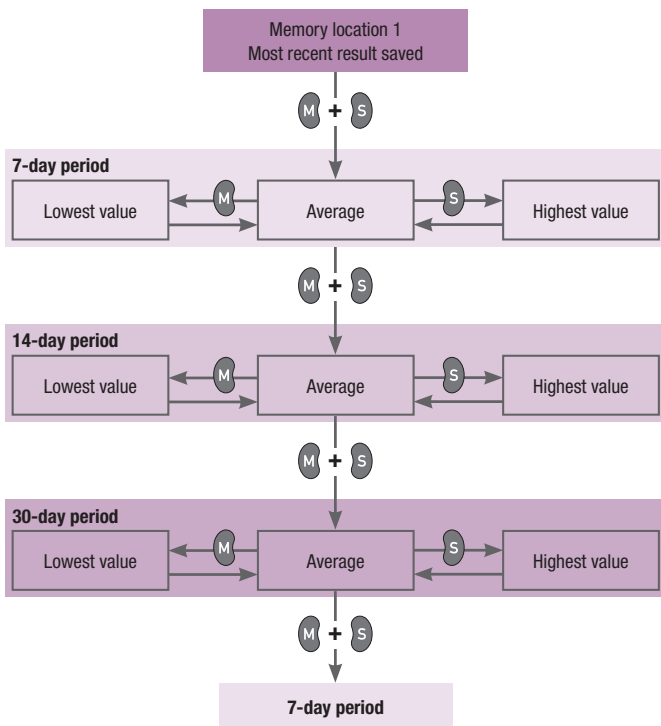 Memory location 1
Most recent result saved
M + S
7-day period
Lowest value
M
Average
S
Highest value
M + S
14-day period
Lowest value
M
Average
S
Highest value
M + S
30-day period
Lowest value
M
Average
S
Highest value
M + S
7-day period